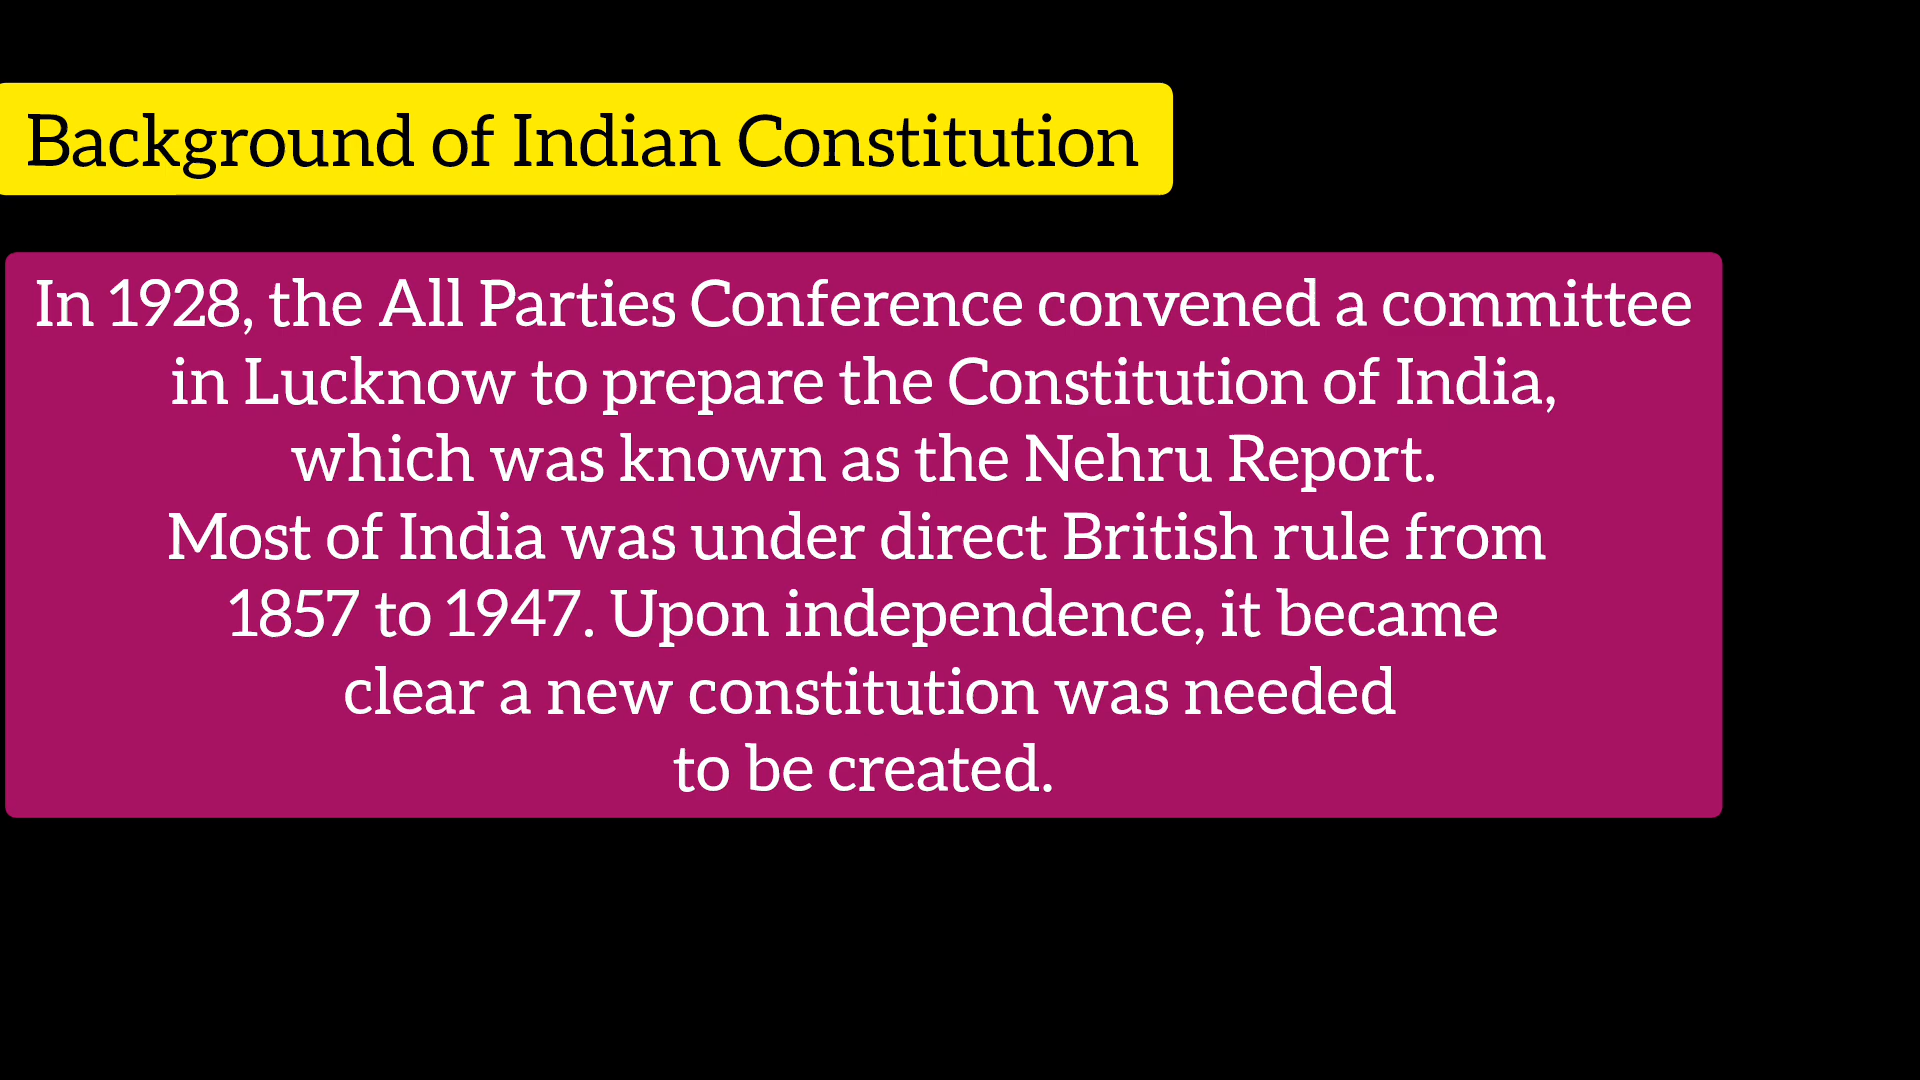 Background of Indian Constitution
In 1928, the All Parties Conference convened a committee
in Lucknow to prepare the Constitution of India,
which was known as the Nehru Report.
Most of India was under direct British rule from
1857 to 1947. Upon independence, it became
clear a new constitution was needed
to be created.